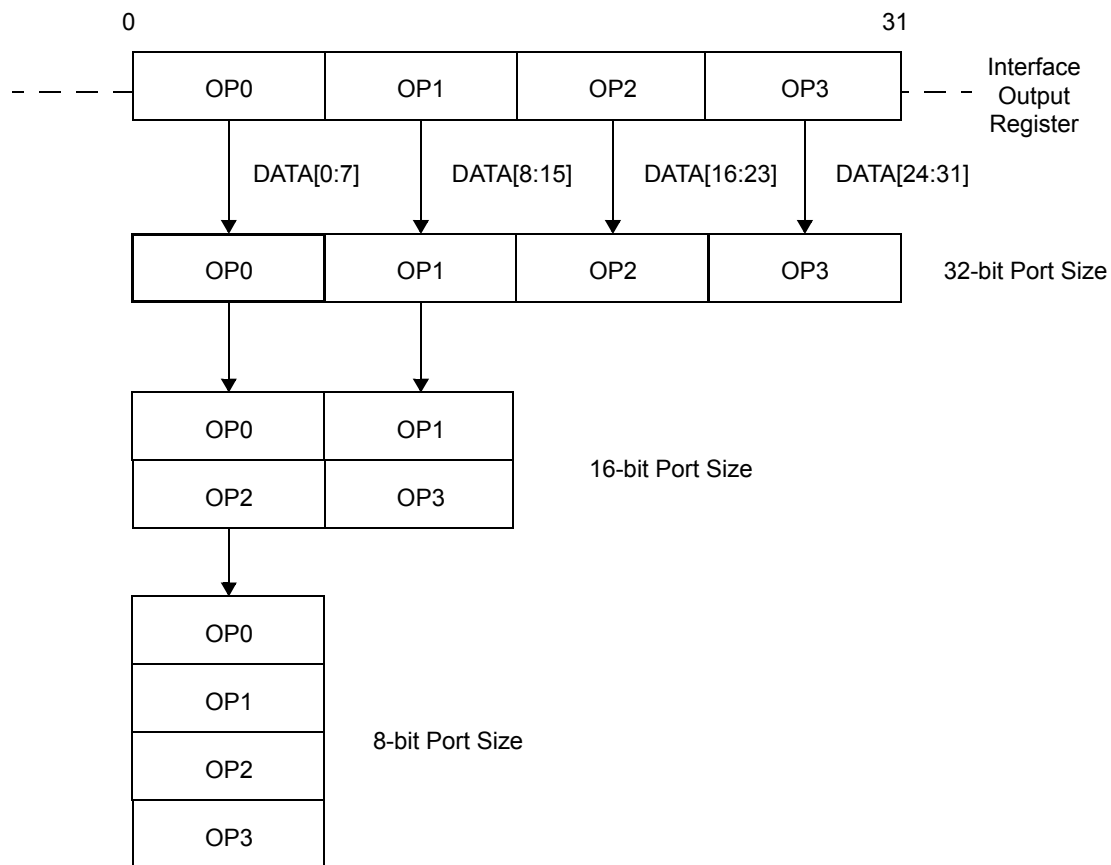 0 31
OP0 OP1 OP2 OP3
Interface
Output
Register
DATA[0:7] DATA[8:15] DATA[16:23] DATA[24:31]
OP0 OP1 OP2 OP3 32-bit Port Size
OP0 OP1
16-bit Port Size
OP2 OP3
OP0
OP1
8-bit Port Size
OP2
OP3